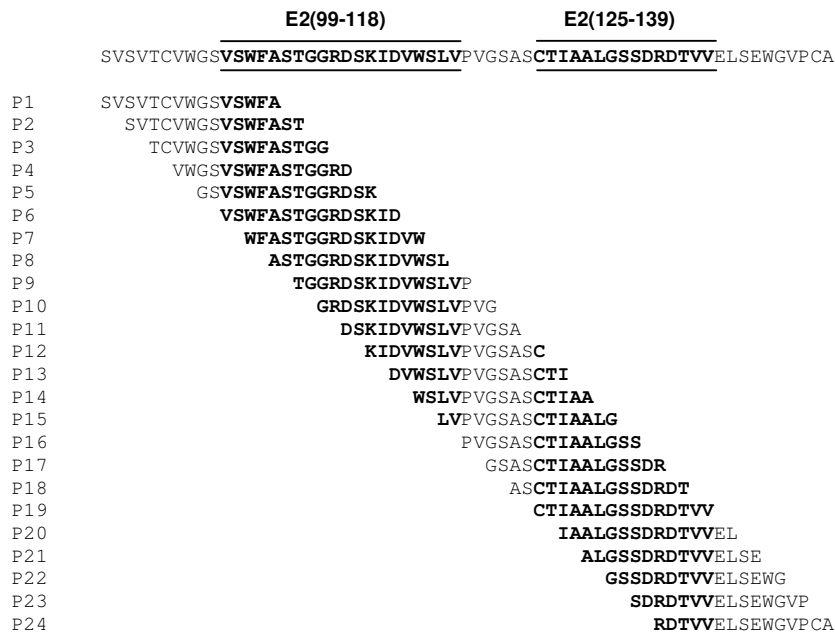 E2(99-118) E2(125-139)
SVSVTCVWGSVSWFASTGGRDSKIDVWSLVPVGSASCTIAALGSSDRDTVVELSEWGVPCA
P1 SVSVTCVWGSVSWFA
P2 SVTCVWGSVSWFAST
P3 TCVWGSVSWFASTGG
P4 VWGSVSWFASTGGRD
P5 GSVSWFASTGGRDSK
P6 VSWFASTGGRDSKID
P7 WFASTGGRDSKIDVW
P8 ASTGGRDSKIDVWSL
P9 TGGRDSKIDVWSLVP
P10 GRDSKIDVWSLVPVG
P11 DSKIDVWSLVPVGSA
P12 KIDVWSLVPVGSASC
P13 DVWSLVPVGSASCTI
P14 WSLVPVGSASCTIAA
P15 LVPVGSASCTIAALG
P16 PVGSASCTIAALGSS
P17 GSASCTIAALGSSDR
P18 ASCTIAALGSSDRDT
P19 CTIAALGSSDRDTVV
P20 IAALGSSDRDTVVEL
P21 ALGSSDRDTVVELSE
P22 GSSDRDTVVELSEWG
P23 SDRDTVVELSEWGVP
P24 RDTVVELSEWGVPCA